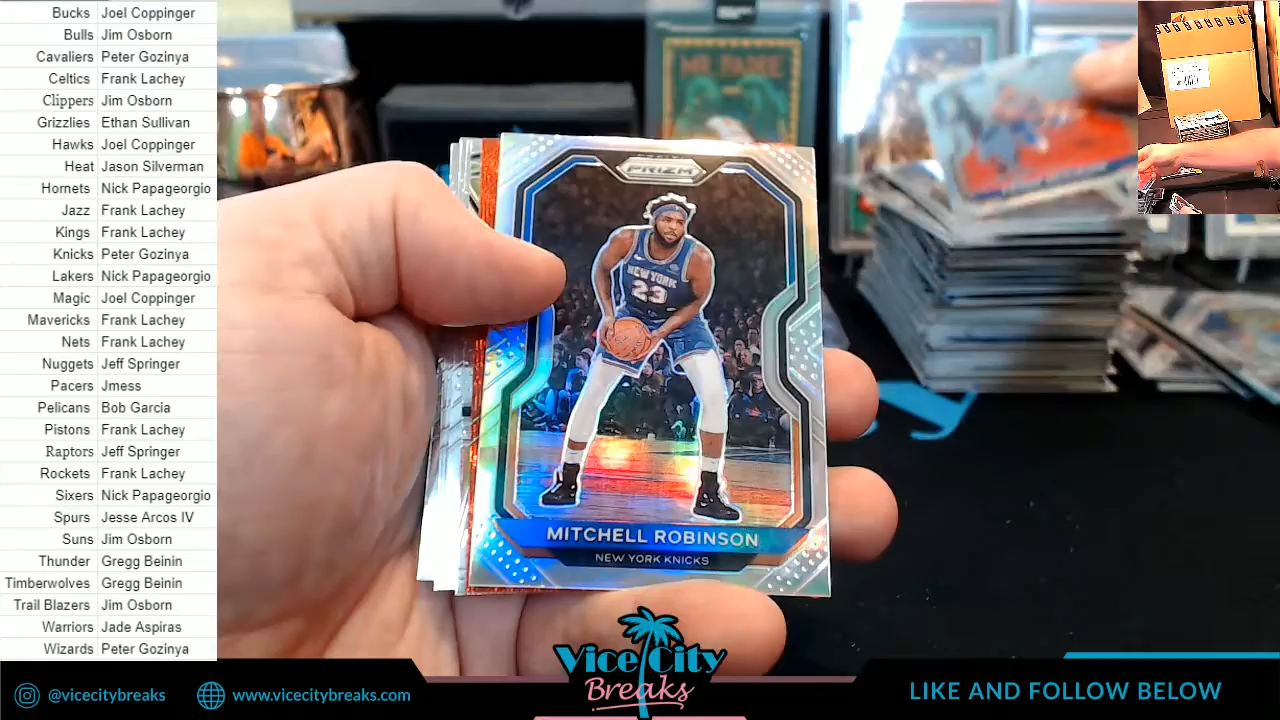 Bucks Joel Coppinger
Bulls Jim Osborn
Cavaliers Peter Gozinya
Celtics Frank Lachey
Clippers Jim Osborn
Grizzlies Ethan Sullivan
Hawks Joel Coppinger
Heat Jason Silverman
Hornets Nick Papageorgio
Jazz Frank Lachey
Kings Frank Lachey
Knicks Peter Gozinya
Lakers Nick Papageorgio
Magic Joel Coppinger
Mavericks Frank Lachey
Nets Frank Lachey
Nuggets Jeff Springer
Pacers Jmess
Pelicans Bob Garcia
Pistons Frank Lachey
Raptors Jeff Springer
Rockets Frank Lachey
Sixers Nick Papageorgio
Spurs Jesse Arcos IV
Suns Jim Osborn
Thunder Gregg Beinin
Timberwolves Gregg Beinin
Trail Blazers Jim Osborn
Warriors Jade Aspiras
Wizards Peter Gozinya
PRIZM
NEW YORK
23
MITCHELL ROBINSON
NEW YORK KNICKS
@vicecitybreaks
www.vicecitybreaks.com
Vice City
Breaks
LIKE AND FOLLOW BELOW